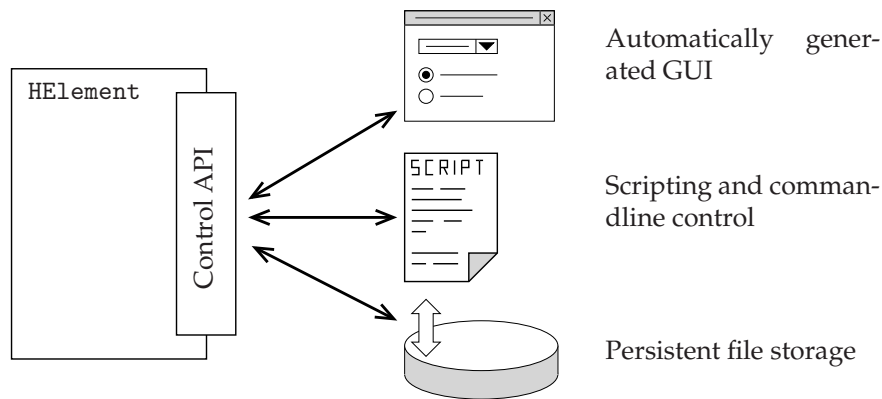 HElement
Control API
Automatically gener-
ated GUI
SCRIPT
Scripting and comman-
dline control
Persistent file storage